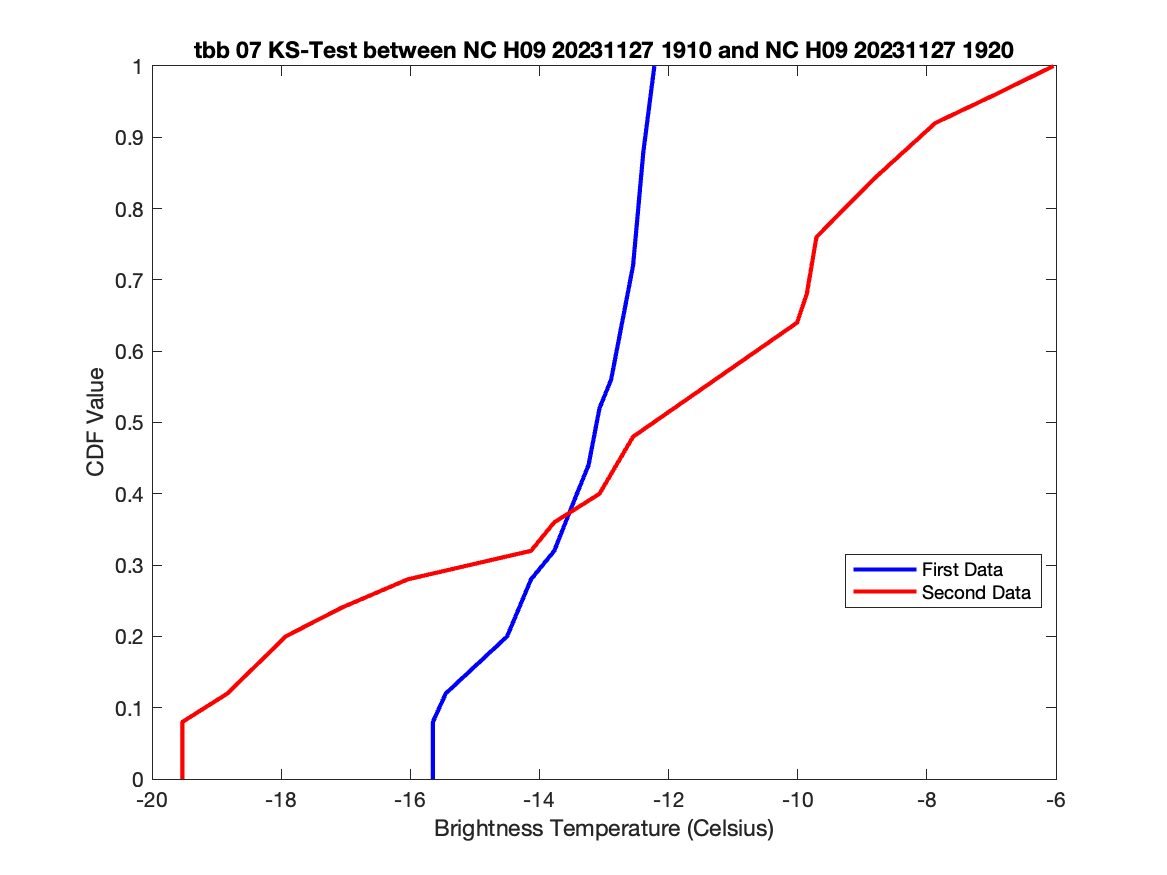 tbb 07 KS-Test between NC H09 20231127 1910 and NC H09 20231127 1920
1
0.9
0.8
0.7
0.6
0.5
0.4
0.3
0.2
0.1
0
CDF Value
First Data
Second Data
-20 -18 -16 -14 -12 -10 -8 -6
Brightness Temperature (Celsius)